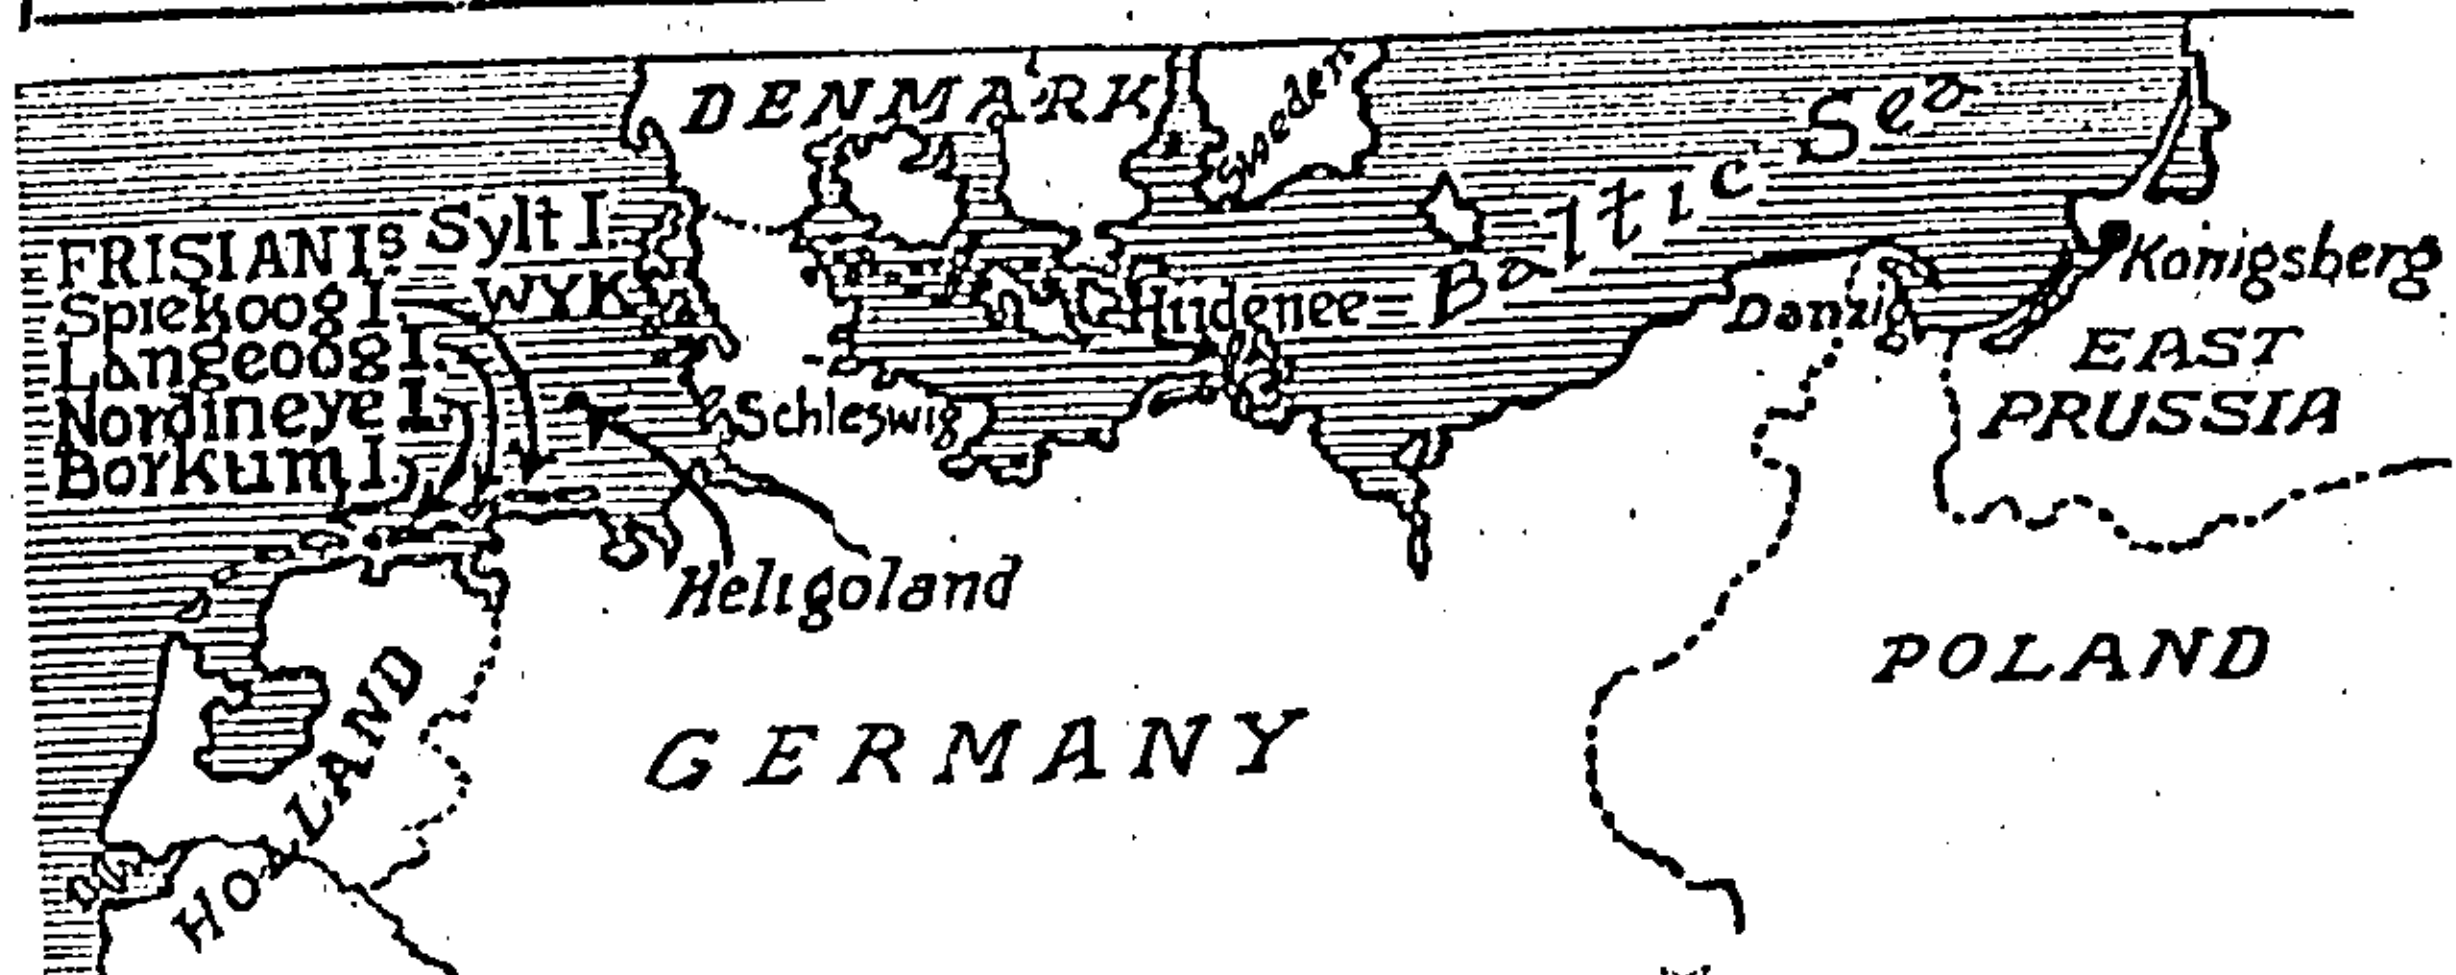 DENMARK
Sweden
Baltic Sea
FRISIAN Is
Sylt I.
Spiekoog I.
WYK
Langeoog I.
Nordineye I.
Borkum I.
Hiidenee
Danzig
Konigsberg
EAST
PRUSSIA
Schleswig
Heligoland
POLAND
GERMANY
HOLLAND